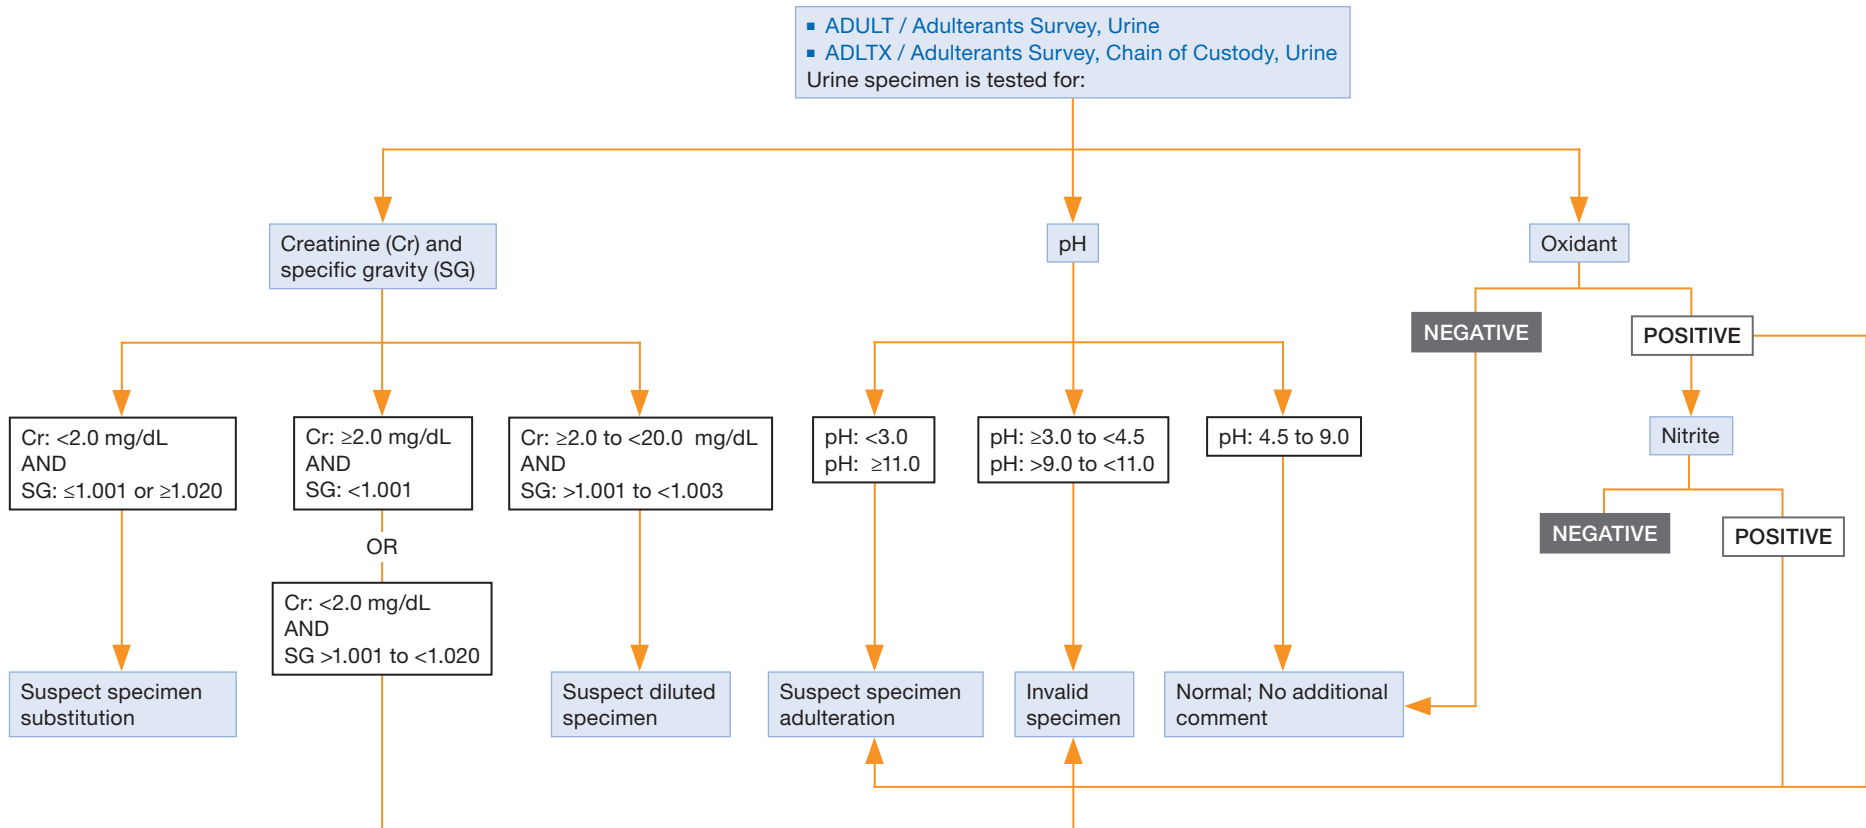 ▪ ADULT / Adulterants Survey, Urine
▪ ADLTX / Adulterants Survey, Chain of Custody, Urine
Urine specimen is tested for:
Creatinine (Cr) and
specific gravity (SG)
pH
Oxidant
NEGATIVE
POSITIVE
Cr: <2.0 mg/dL
AND
SG: ≤1.001 or ≥1.020
Cr: ≥2.0 mg/dL
AND
SG: <1.001
OR
Cr: <2.0 mg/dL
AND
SG >1.001 to <1.020
Cr: ≥2.0 to <20.0 mg/dL
AND
SG: >1.001 to <1.003
pH: <3.0
pH: ≥11.0
pH: ≥3.0 to <4.5
pH: >9.0 to <11.0
pH: 4.5 to 9.0
Nitrite
NEGATIVE
POSITIVE
Suspect specimen
substitution
Suspect diluted
specimen
Suspect specimen
adulteration
Invalid
specimen
Normal; No additional
comment